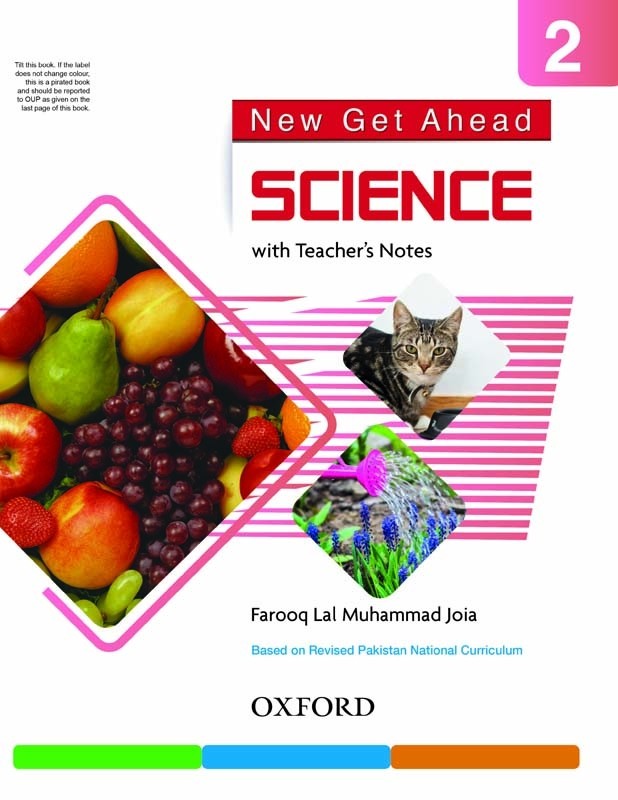 2
Tilt this book. If the label
does not change colour,
this is a pirated book
and should be reported
to OUP as given on the
last page of this book.
New Get Ahead
SCIENCE
with Teacher's Notes
Farooq Lal Muhammad Joia
Based on Revised Pakistan National Curriculum
OXFORD